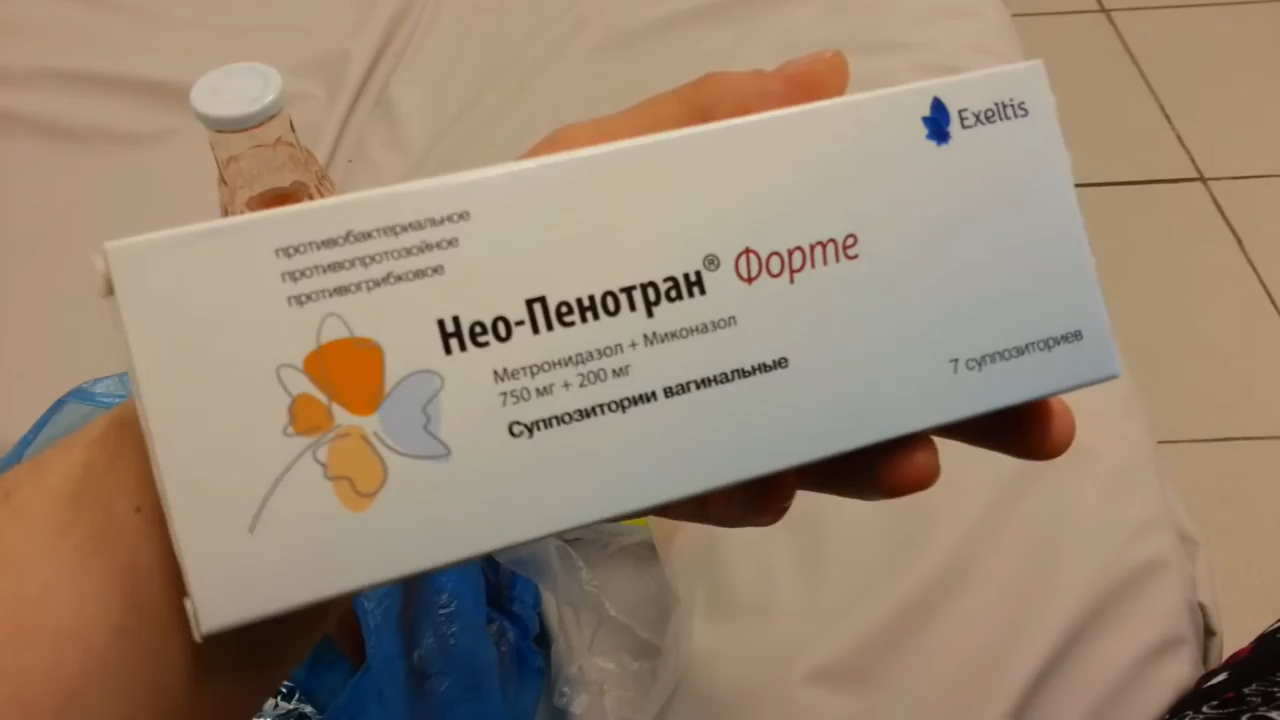 Exeltis
противобактериальное
противопротозойное
противогрибковое
Нео-Пенотран® Форте
Метронидазол + Миконазол
750 мг + 200 мг
Суппозитории вагинальные
7 суппозиториев